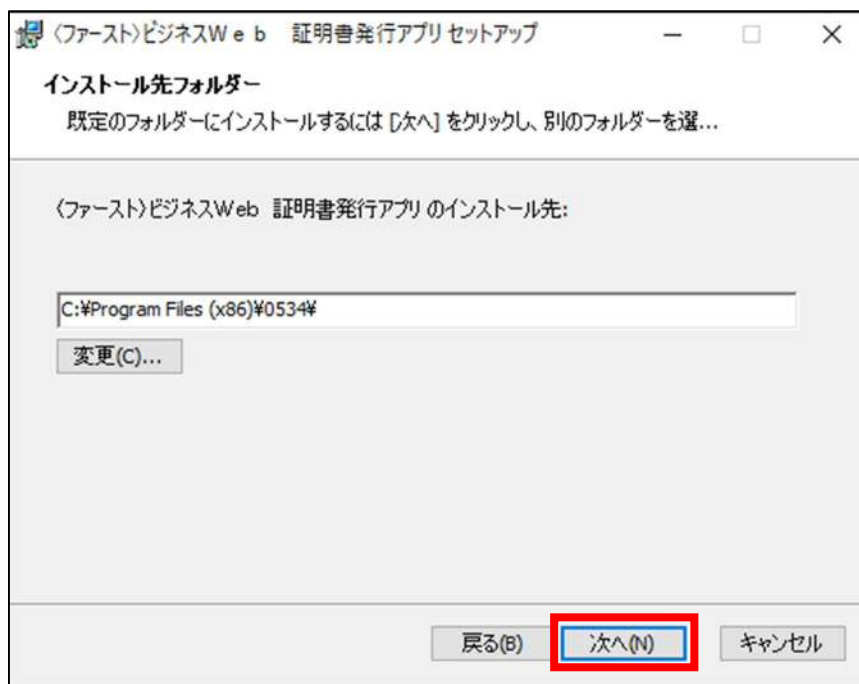 〈ファースト〉ビジネスWeb 証明書発行アプリ セットアップ
インストール先フォルダー
既定のフォルダーにインストールするには [次へ] をクリックし、別のフォルダーを選...
〈ファースト〉ビジネスWeb 証明書発行アプリ のインストール先:
C:¥Program Files (x86)¥0534¥
変更(C)...
戻る(B) 次へ(N) キャンセル